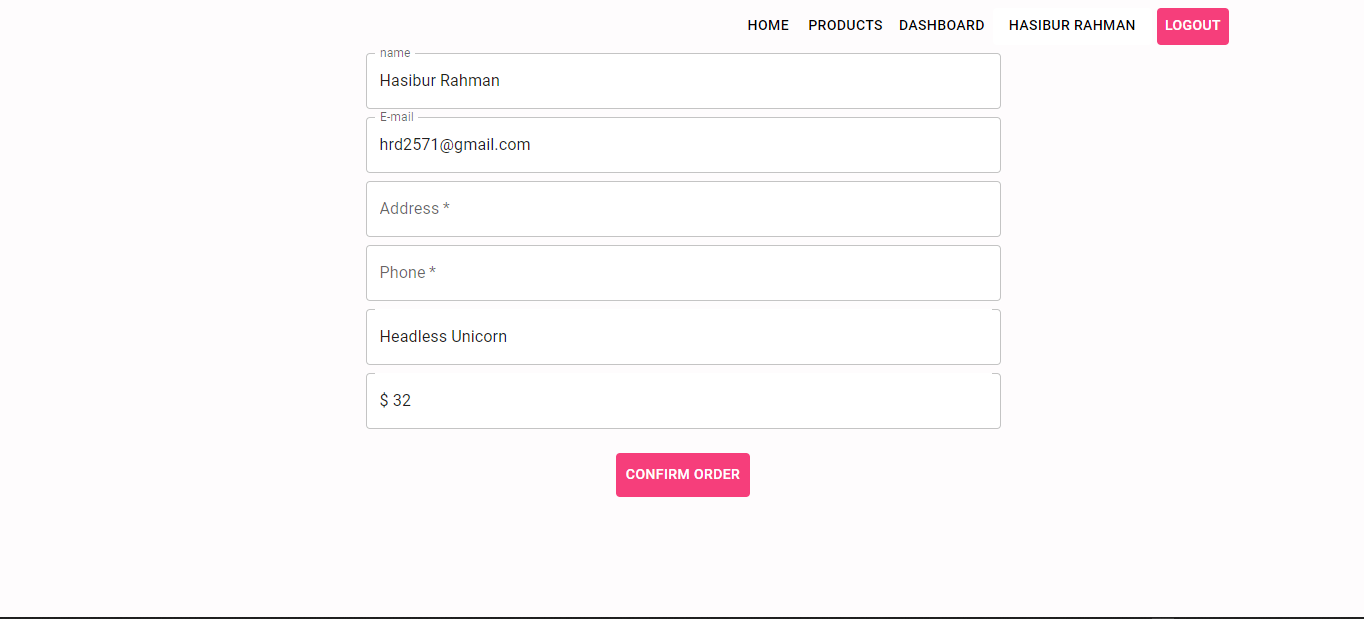 HOME PRODUCTS DASHBOARD HASIBUR RAHMAN LOGOUT
name
Hasibur Rahman
E-mail
hrd2571@gmail.com
Address *
Phone *
Headless Unicorn
$ 32
CONFIRM ORDER